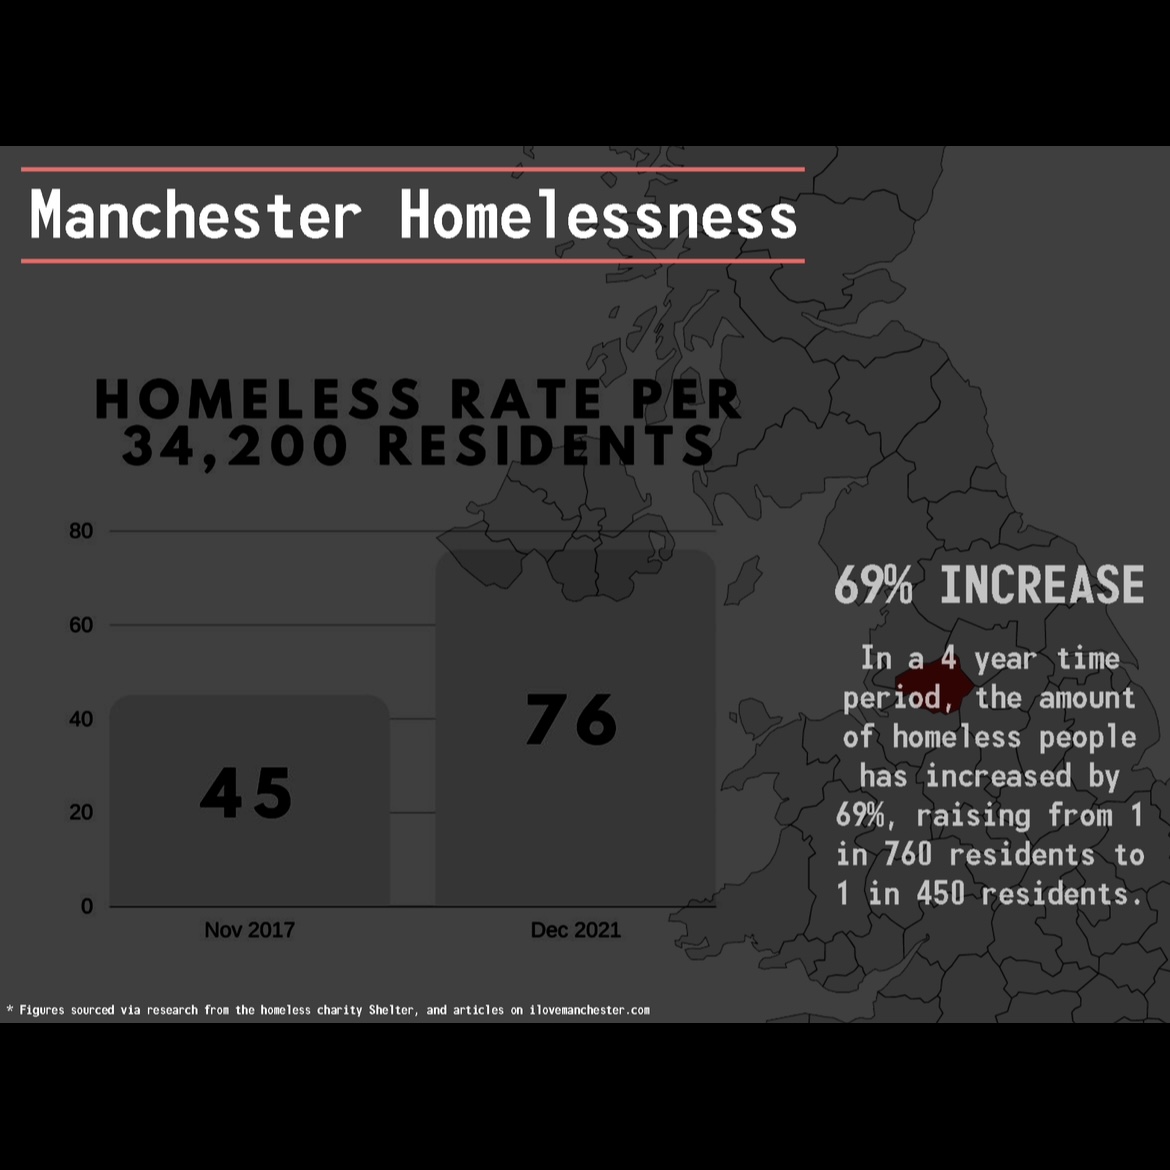 Manchester Homelessness
HOMELESS RATE PER
34,200 RESIDENTS
80
60
40
20
0
45
76
Nov 2017
Dec 2021
69% INCREASE
In a 4 year time
period, the amount
of homeless people
has increased by
69%, raising from 1
in 760 residents to
1 in 450 residents.
* Figures sourced via research from the homeless charity Shelter, and articles on ilovemanchester.com